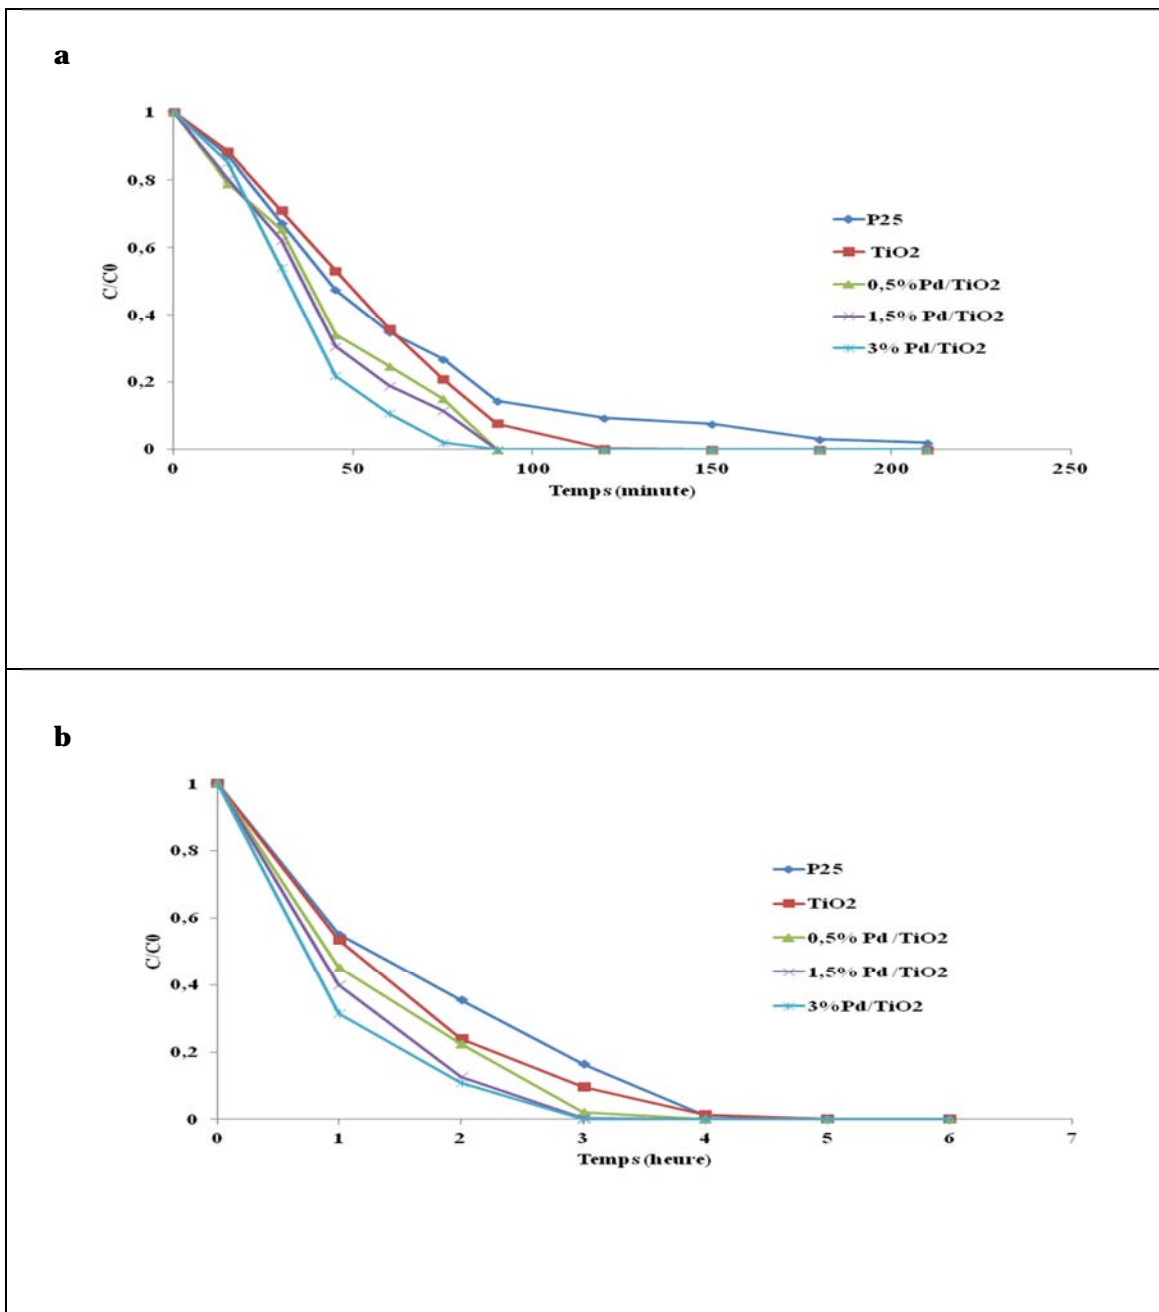 a
1
0,8
0,6
0,4
0,2
0
C/C0
0 50 100 150 200 250
Temps (minute)
P25
TiO2
0,5%Pd/TiO2
1,5% Pd/TiO2
3% Pd/TiO2
b
1
0,8
0,6
0,4
0,2
0
C/C0
0 1 2 3 4 5 6 7
Temps (heure)
P25
TiO2
0,5% Pd /TiO2
1,5% Pd /TiO2
3%Pd/TiO2